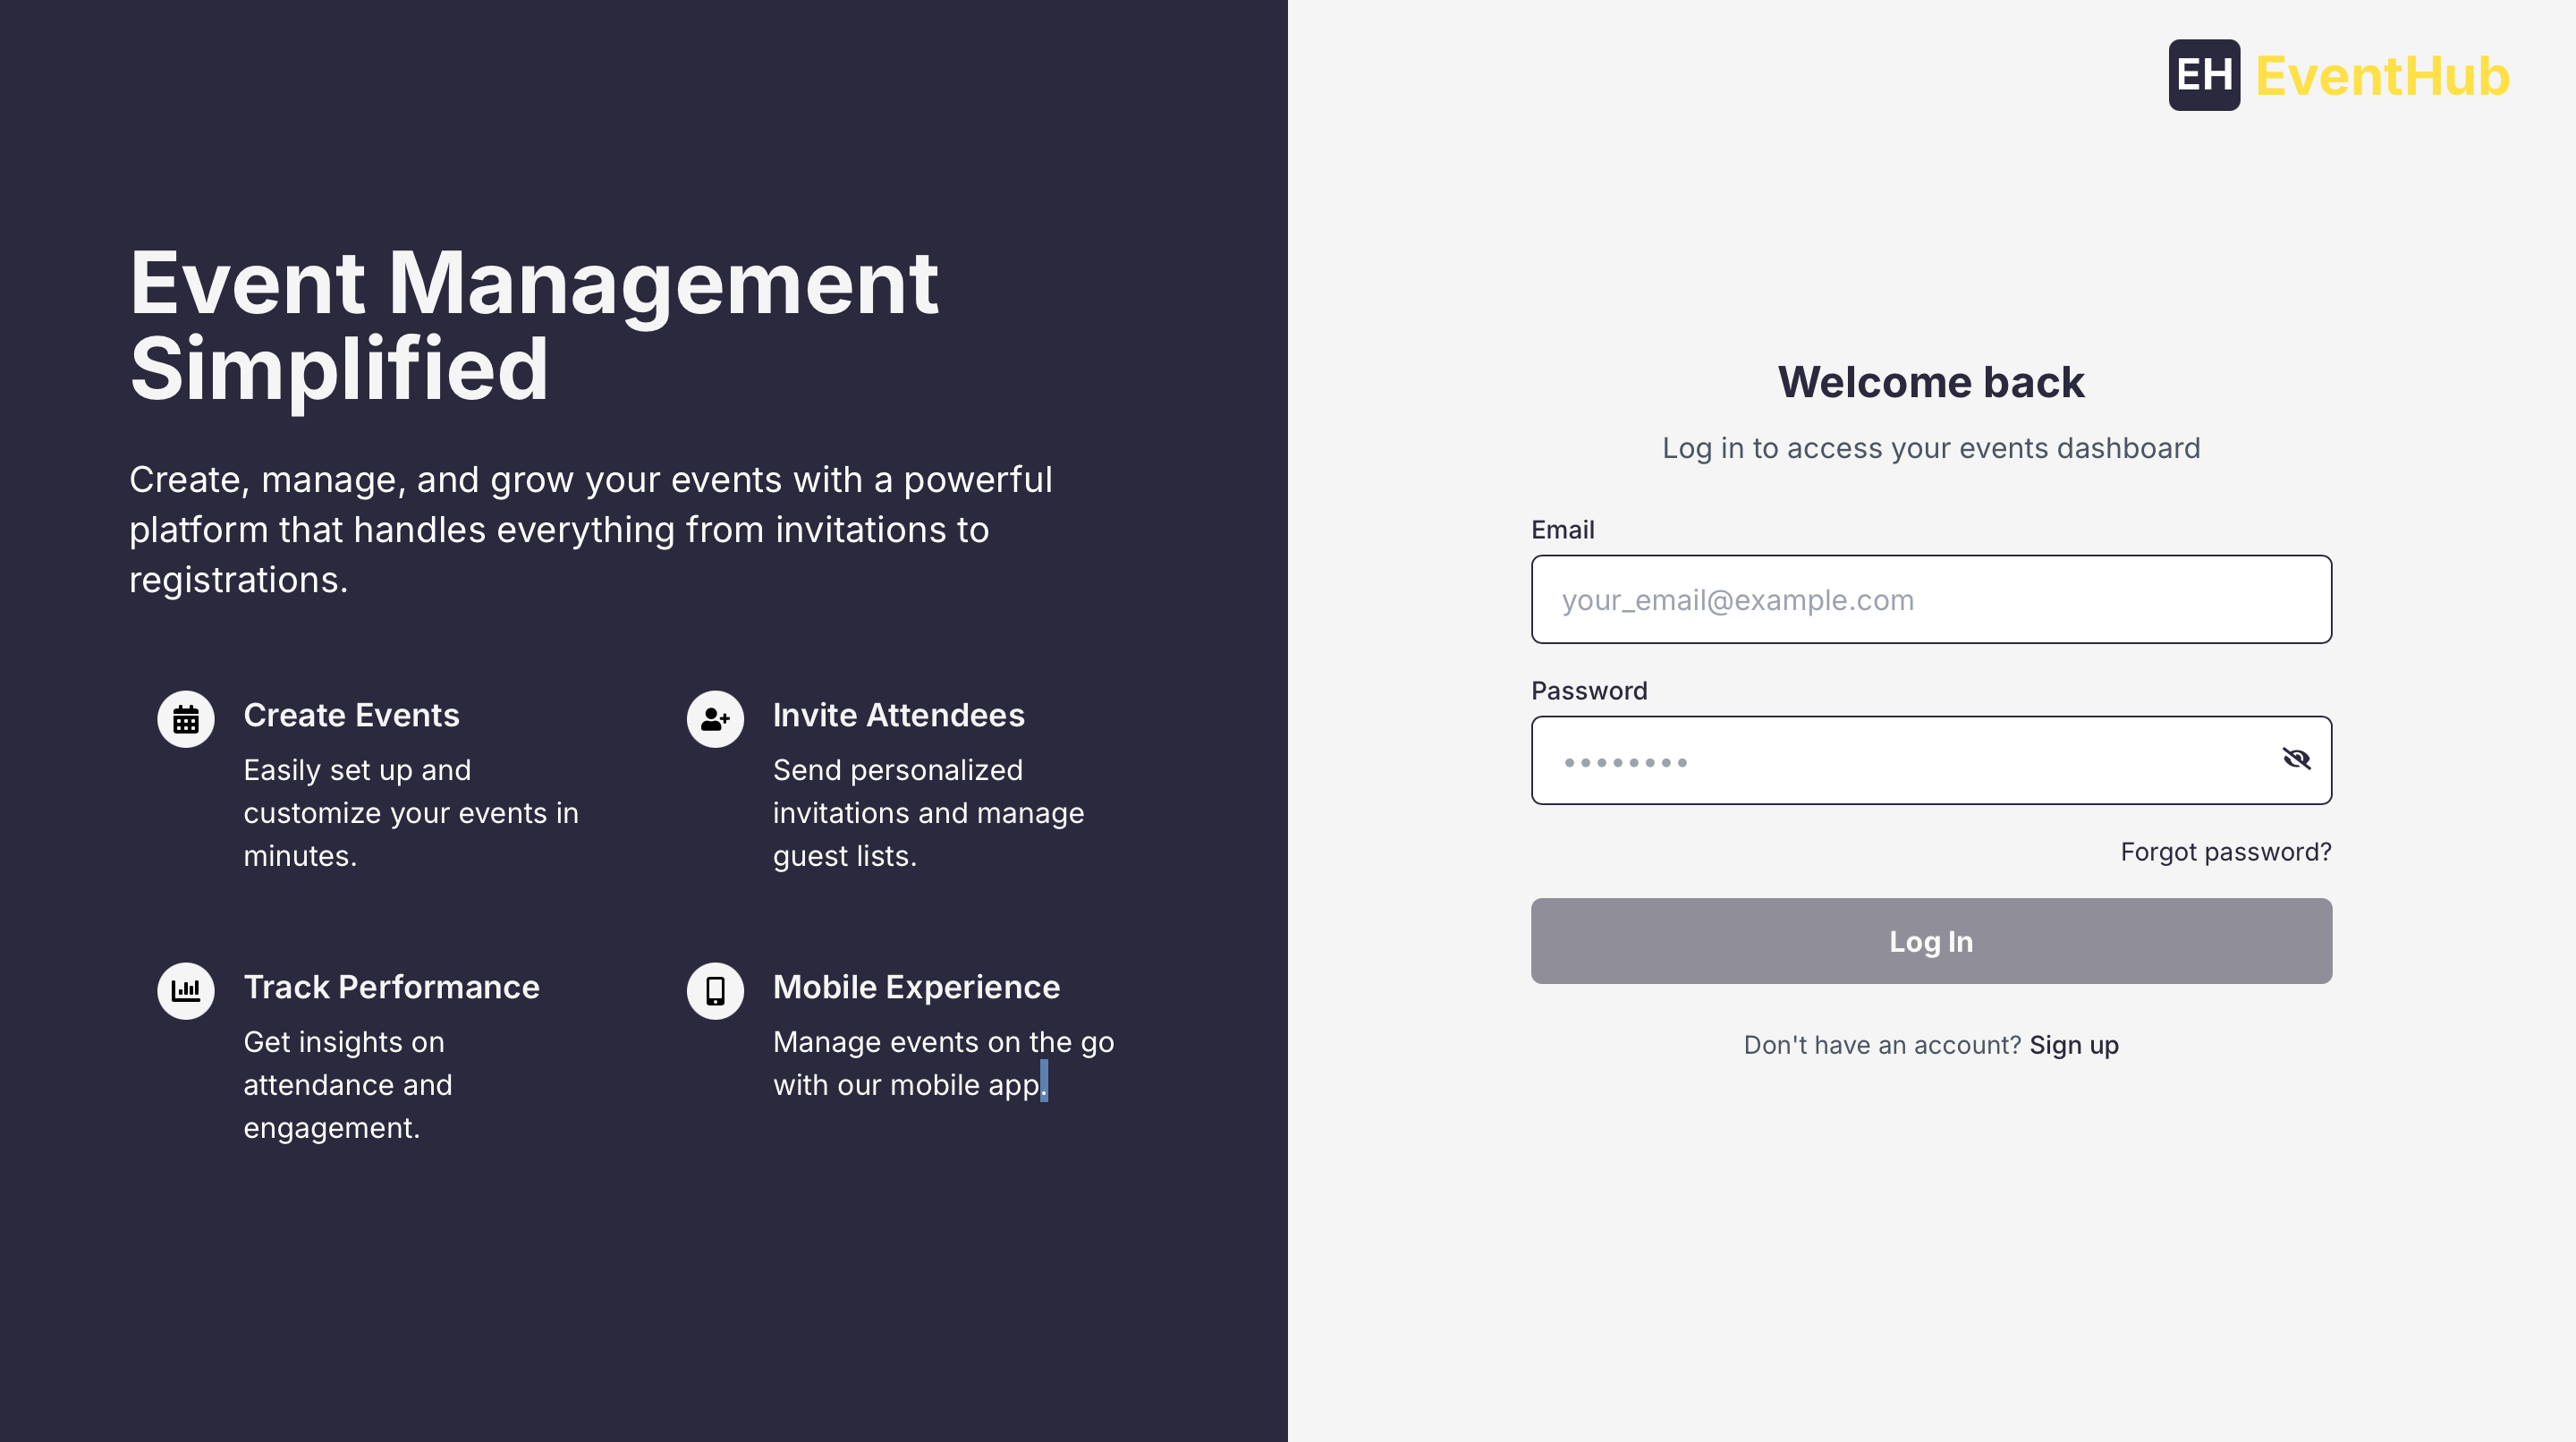 Event Management
Simplified
Create, manage, and grow your events with a powerful
platform that handles everything from invitations to
registrations.
Create Events
Easily set up and
customize your events in
minutes.
Invite Attendees
Send personalized
invitations and manage
guest lists.
Track Performance
Get insights on
attendance and
engagement.
Mobile Experience
Manage events on the go
with our mobile app.
EH EventHub
Welcome back
Log in to access your events dashboard
Email
your_email@example.com
Password
••••••••
Forgot password?
Log In
Don't have an account? Sign up